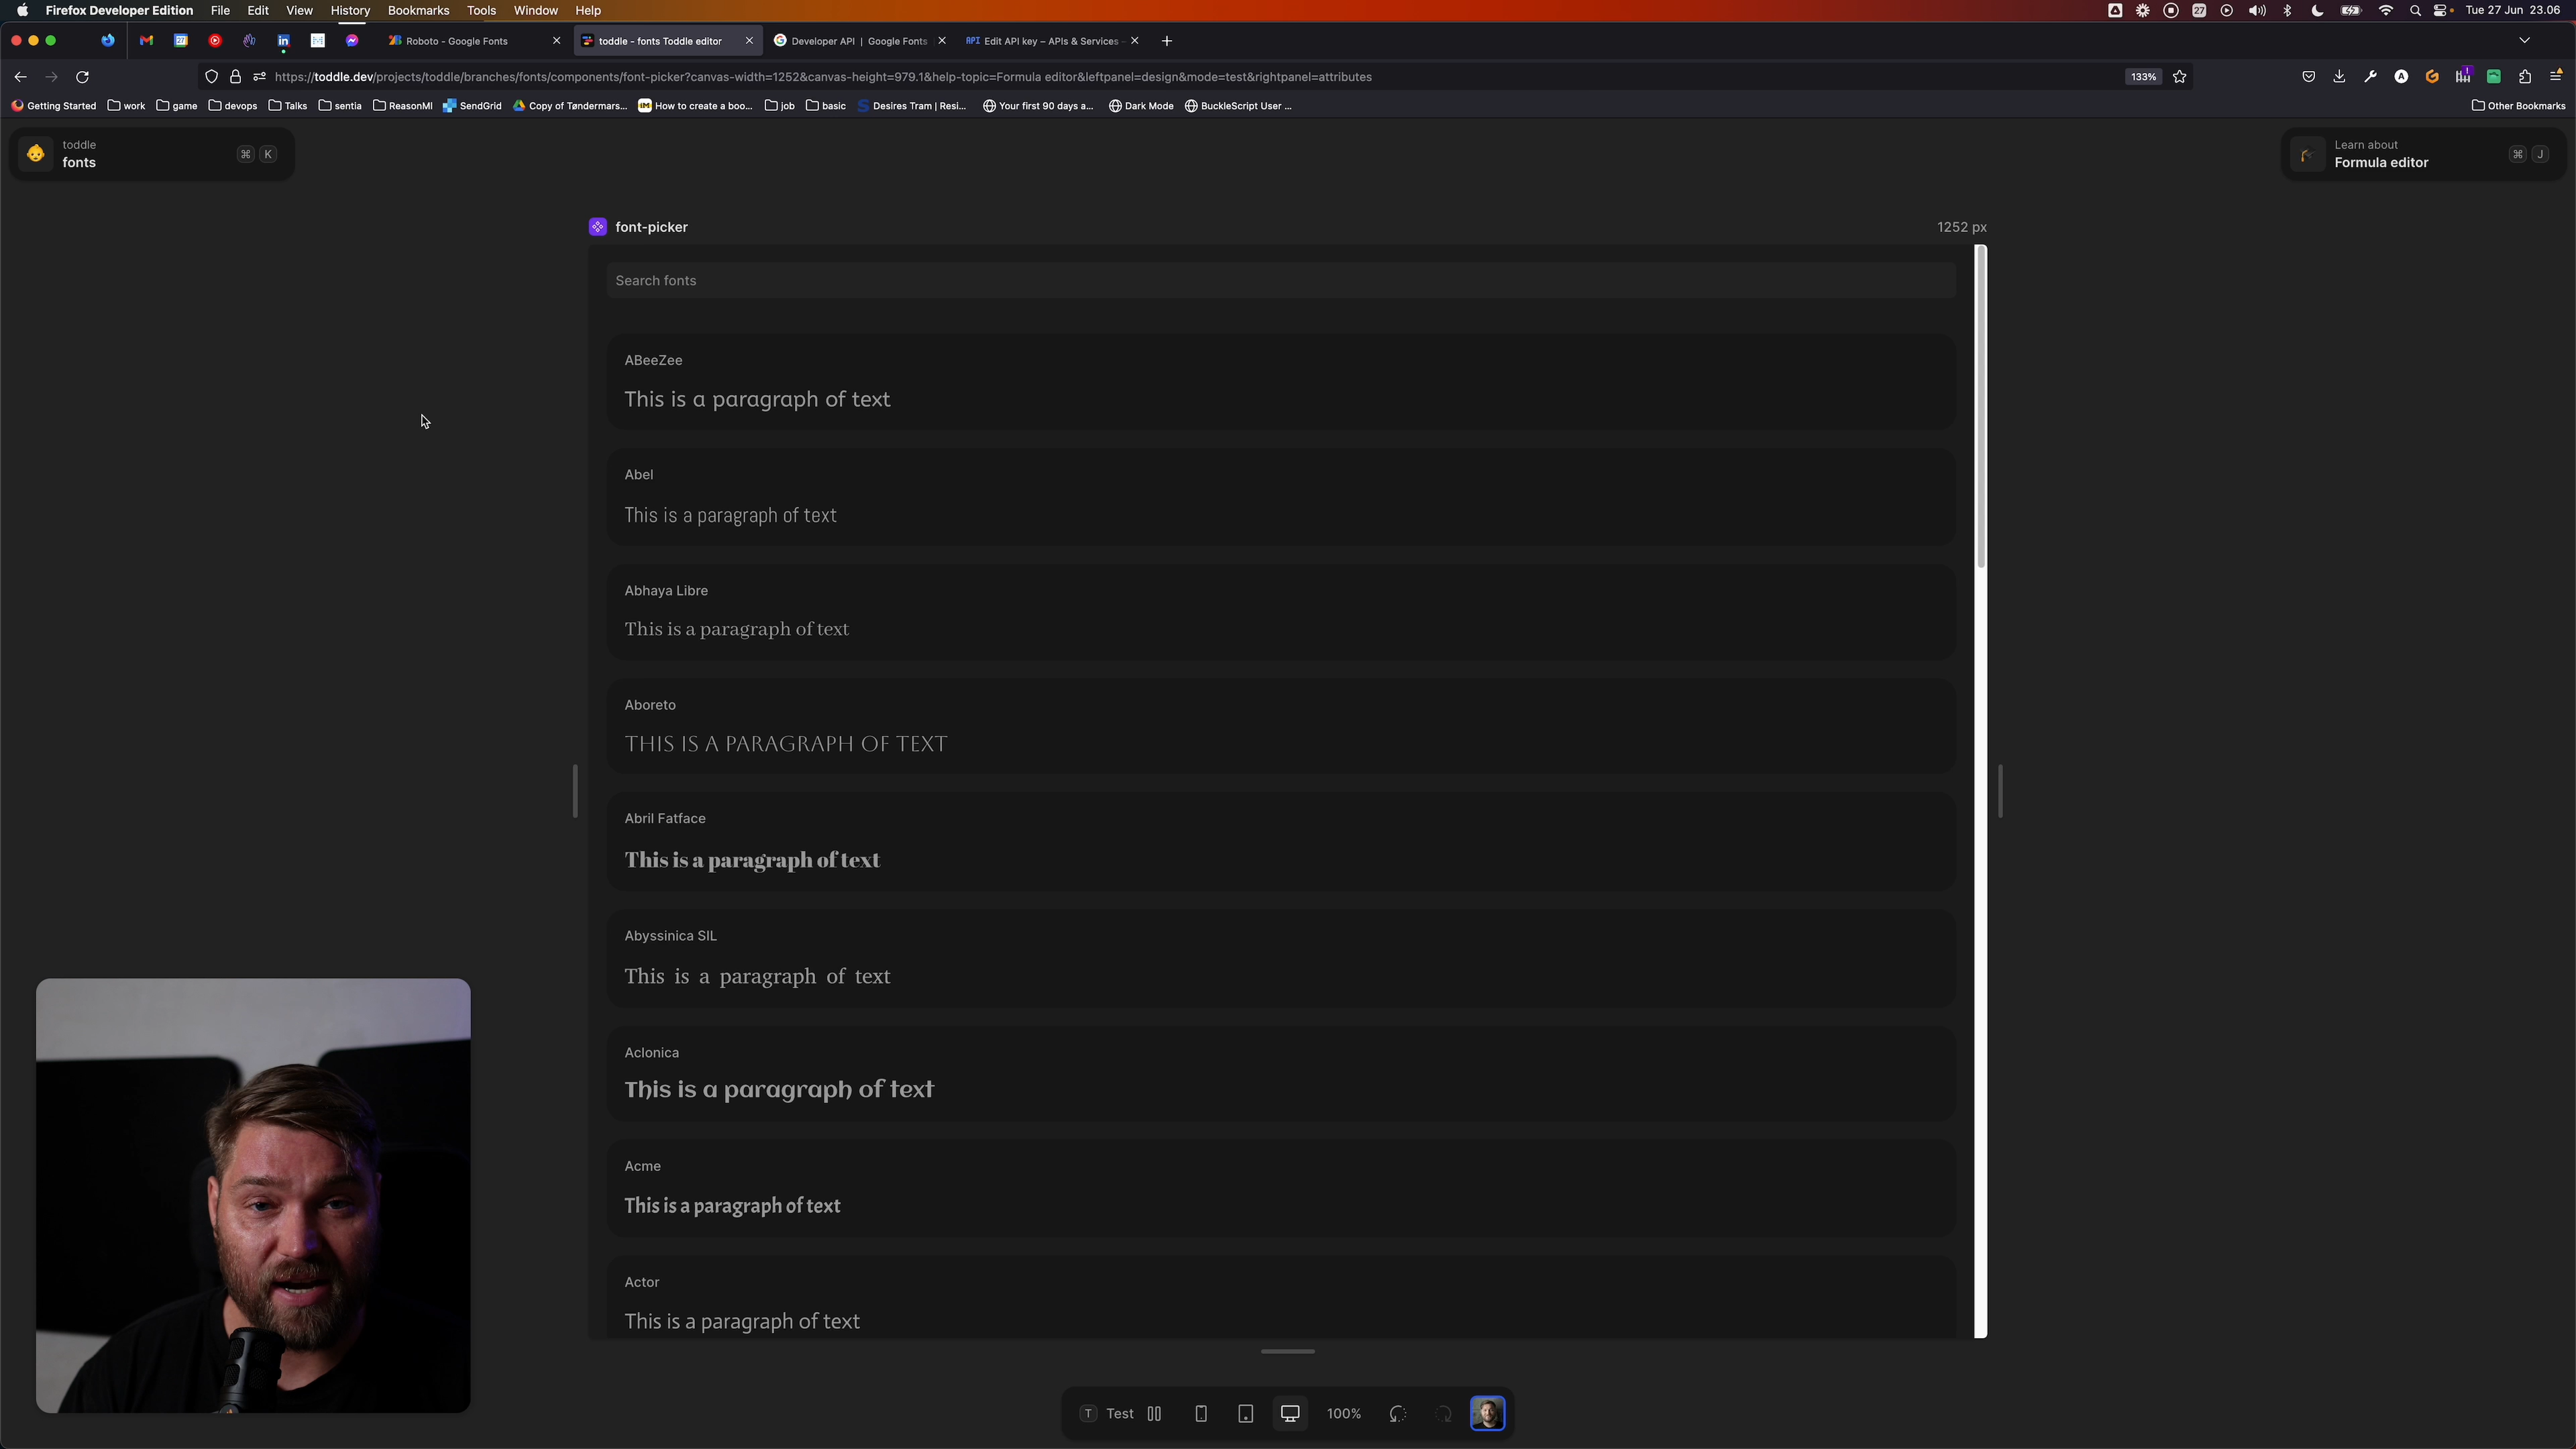 Firefox Developer Edition File Edit View History Bookmarks Tools Window Help 27 Tue 27 Jun 23.06
27 Roboto - Google Fonts toddle - fonts Toddle editor Developer API | Google Fonts API Edit API key – APIs & Services -
https://toddle.dev/projects/toddle/branches/fonts/components/font-picker?canvas-width=1252&canvas-height=979.1&help-topic=Formula editor&leftpanel=design&mode=test&rightpanel=attributes 133%
Getting Started work game devops Talks sentia ReasonMl SendGrid Copy of Tøndermars... How to create a boo... job basic Desires Tram | Resi... Your first 90 days a... Dark Mode BuckleScript User ... Other Bookmarks
toddle
fonts ⌘ K
Learn about
Formula editor ⌘ J
font-picker 1252 px
Search fonts
ABeeZee
This is a paragraph of text
Abel
This is a paragraph of text
Abhaya Libre
This is a paragraph of text
Aboreto
THIS IS A PARAGRAPH OF TEXT
Abril Fatface
This is a paragraph of text
Abyssinica SIL
This is a paragraph of text
Aclonica
This is a paragraph of text
Acme
This is a paragraph of text
Actor
This is a paragraph of text
T Test 100%